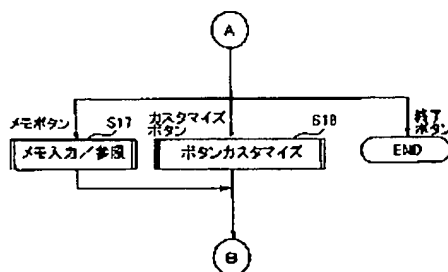 A
メモボタン
S17
カスタマイズ
ボタン
S18
終了
ボタン
メモ入力/参照
ボタンカスタマイズ
END
B